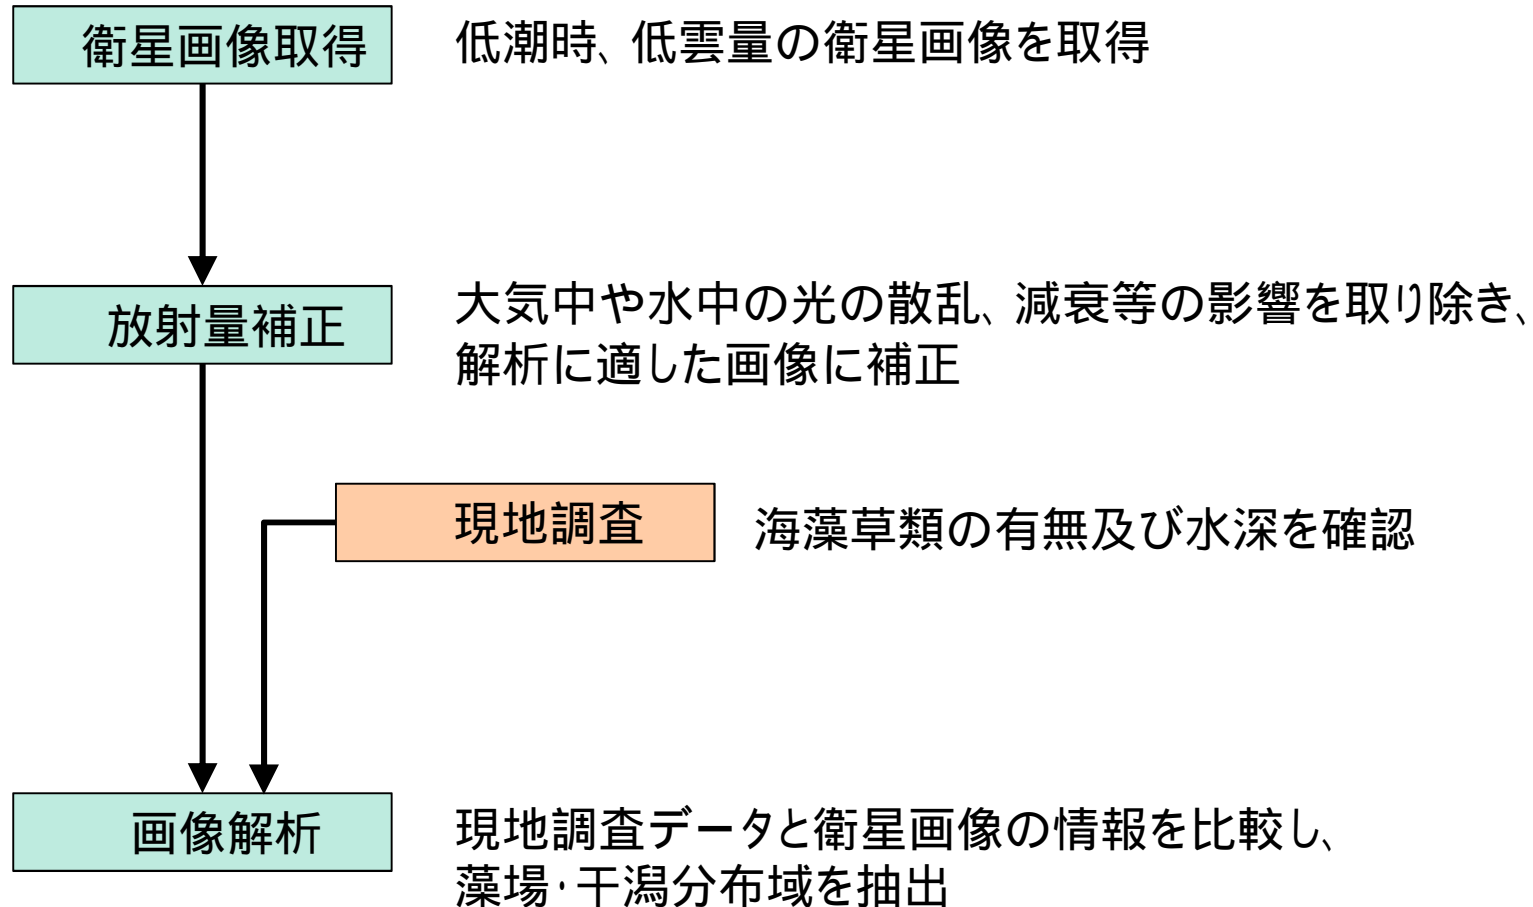 衛星画像取得
低潮時、低雲量の衛星画像を取得
放射量補正
大気中や水中の光の散乱、減衰等の影響を取り除き、
解析に適した画像に補正
現地調査
海藻草類の有無及び水深を確認
画像解析
現地調査データと衛星画像の情報を比較し、
藻場・干潟分布域を抽出